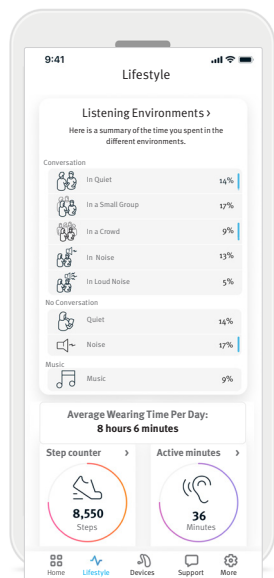 9:41
Lifestyle
Listening Environments ›
Here is a summary of the time you spent in the
different environments.
Conversation
In Quiet 14%
In a Small Group 17%
In a Crowd 9%
In Noise 13%
In Loud Noise 5%
No Conversation
Quiet 14%
Noise 17%
Music
Music 9%
Average Wearing Time Per Day:
8 hours 6 minutes
Step counter ›
8,550
Steps
Active minutes ›
36
Minutes
Home Lifestyle Devices Support More